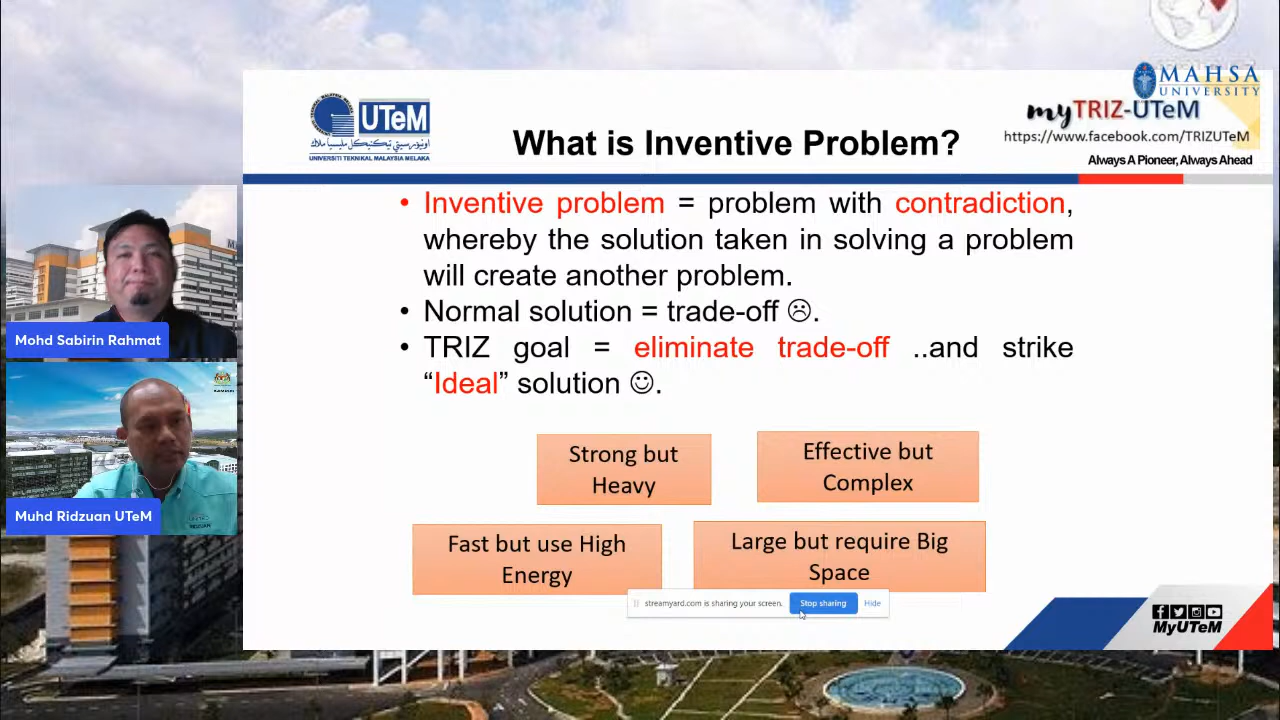 MAHSA
UNIVERSITY
UTeM
اونيۏرسيتي تيكنيكل مليسيا ملاك
UNIVERSITI TEKNIKAL MALAYSIA MELAKA
What is Inventive Problem?
myTRIZ-UTeM
https://www.facebook.com/TRIZUTeM
Always A Pioneer, Always Ahead
• Inventive problem = problem with contradiction,
whereby the solution taken in solving a problem
will create another problem.
• Normal solution = trade-off ☹.
• TRIZ goal = eliminate trade-off ..and strike
“Ideal” solution ☺.
Strong but
Heavy
Effective but
Complex
Fast but use High
Energy
Large but require Big
Space
streamyard.com is sharing your screen.
Stop sharing
Hide
MyUTeM
Mohd Sabirin Rahmat
Muhd Ridzuan UTeM